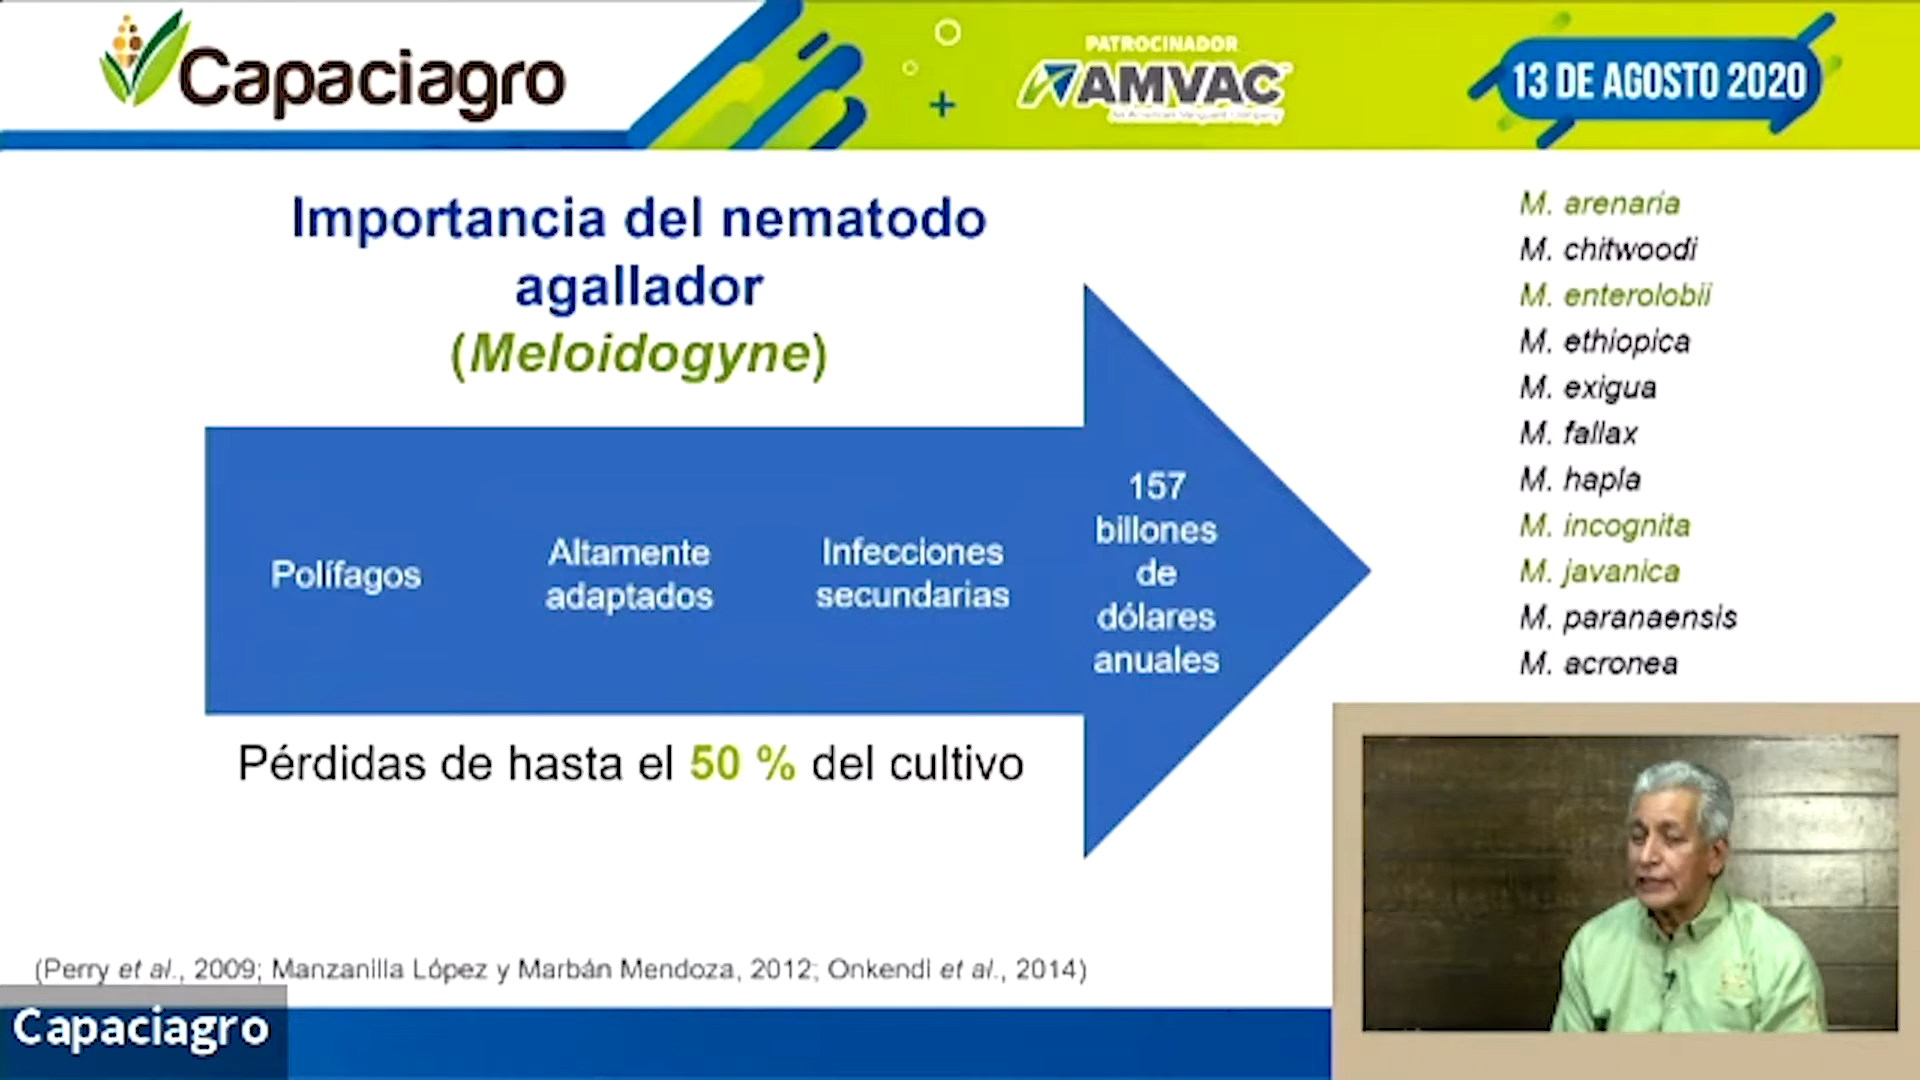 Capaciagro
PATROCINADOR
AMVAC
An American Vanguard Company
13 DE AGOSTO 2020
Importancia del nematodo
agallador
(Meloidogyne)
Polífagos
Altamente
adaptados
Infecciones
secundarias
157
billones
de
dólares
anuales
Pérdidas de hasta el 50 % del cultivo
M. arenaria
M. chitwoodi
M. enterolobii
M. ethiopica
M. exigua
M. fallax
M. hapla
M. incognita
M. javanica
M. paranaensis
M. acronea
(Perry et al., 2009; Manzanilla López y Marbán Mendoza, 2012; Onkendi et al., 2014)
Capaciagro